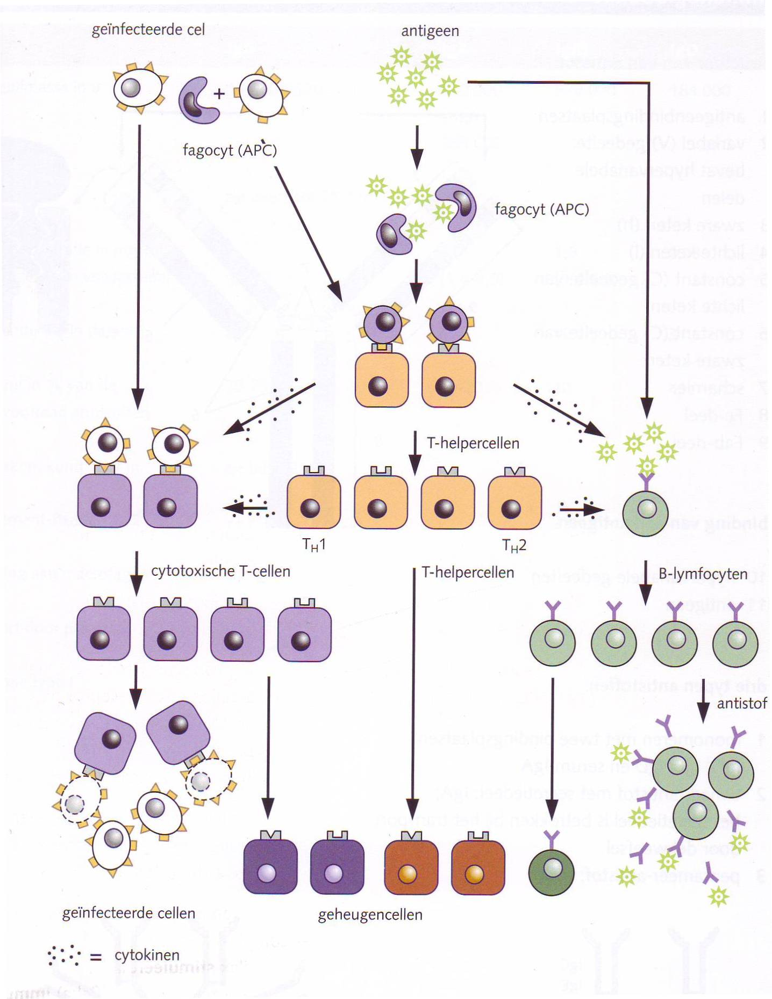 geïnfecteerde cel
antigeen
+
fagocyt (APC)
fagocyt (APC)
T-helpercellen
TH1
TH2
cytotoxische T-cellen
T-helpercellen
B-lymfocyten
antistof
geïnfecteerde cellen
geheugencellen
= cytokinen